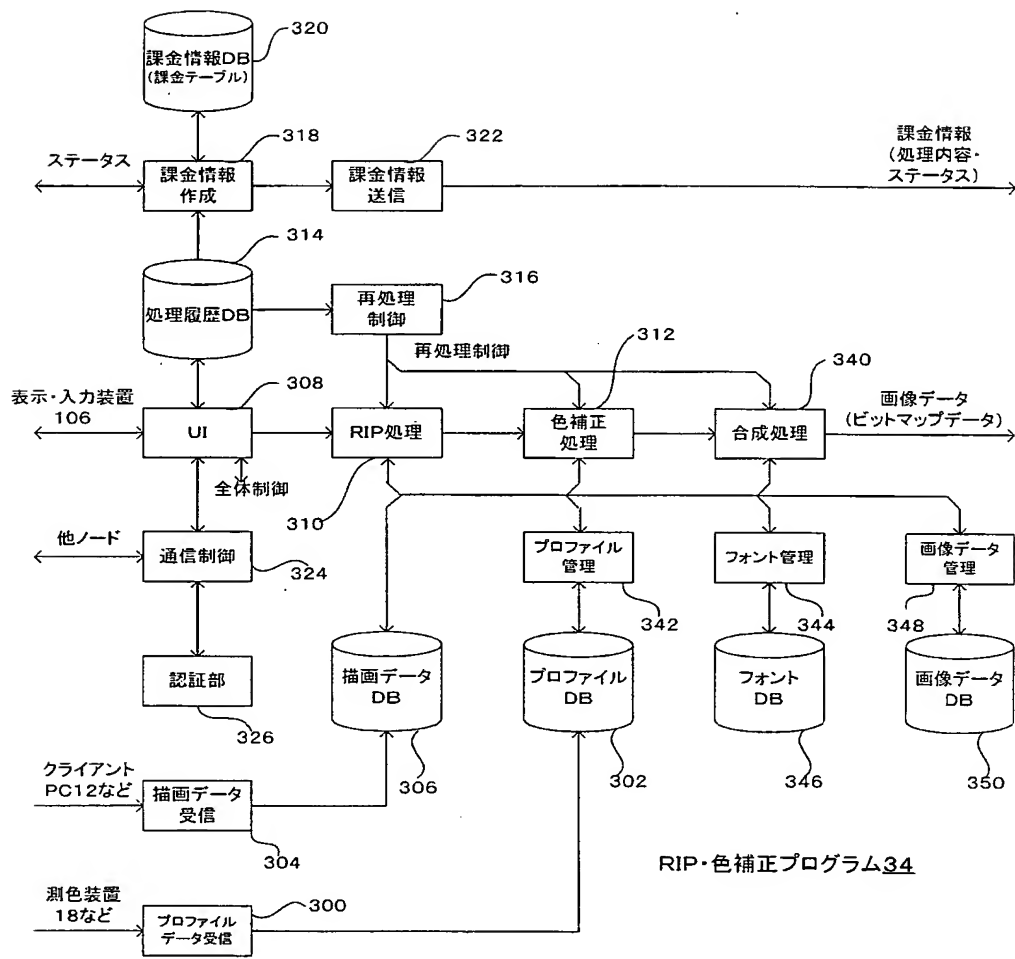 320
課金情報DB
(課金テーブル)
318
322
課金情報
(処理内容・
ステータス)
ステータス
課金情報
作成
課金情報
送信
314
316
処理履歴DB
再処理
制御
再処理制御
312
340
表示・入力装置
106
308
UI
RIP処理
色補正
処理
合成処理
画像データ
(ビットマップデータ)
全体制御
310
他ノード
通信制御
324
プロファイル
管理
342
フォント管理
344
画像データ
管理
348
認証部
326
描画データ
DB
306
プロファイル
DB
302
フォント
DB
346
画像データ
DB
350
クライアント
PC12など
描画データ
受信
304
RIP・色補正プログラム34
測色装置
18など
300
プロファイル
データ受信